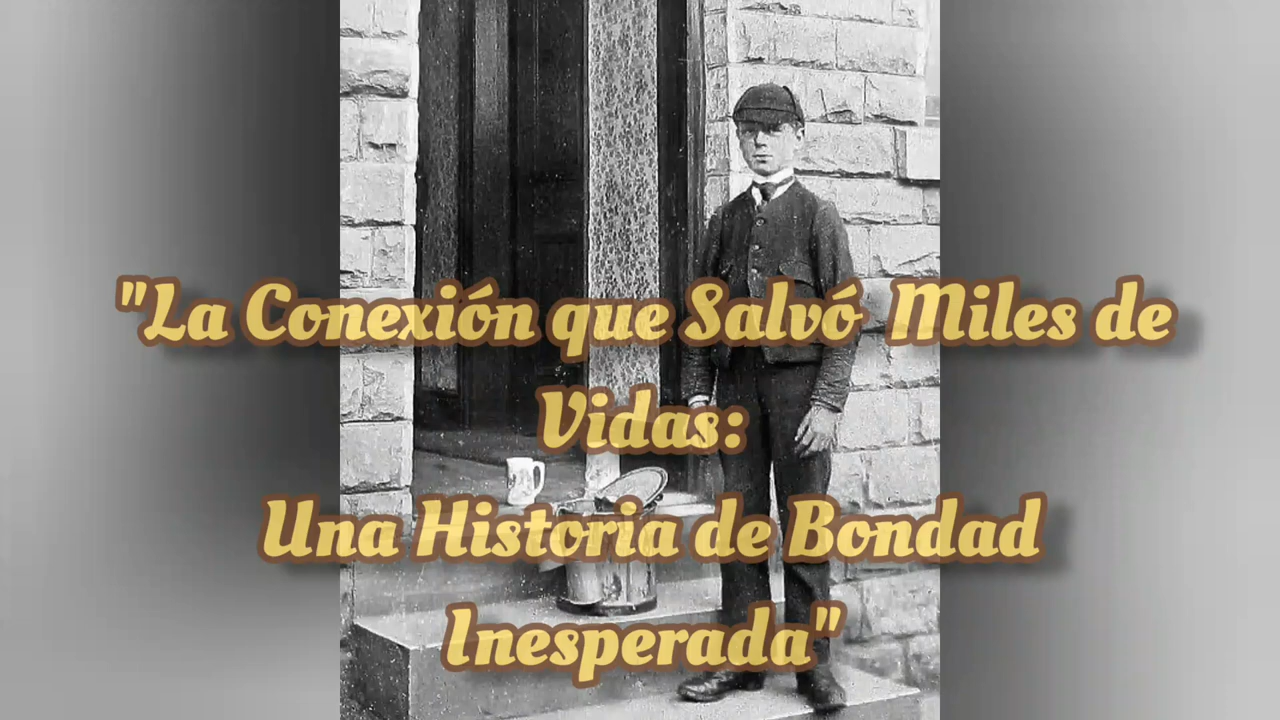 "La Conexión que Salvó Miles de
Vidas:
Una Historia de Bondad
Inesperada"